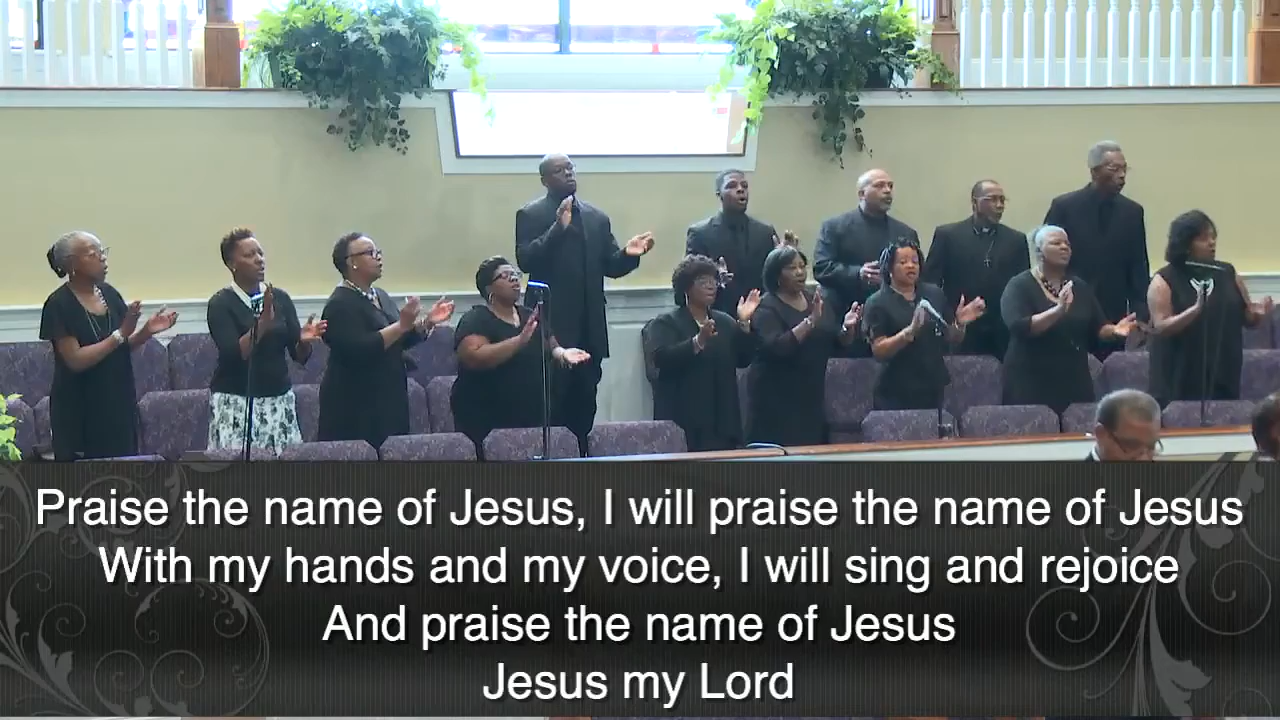 Praise the name of Jesus, I will praise the name of Jesus
With my hands and my voice, I will sing and rejoice
And praise the name of Jesus
Jesus my Lord